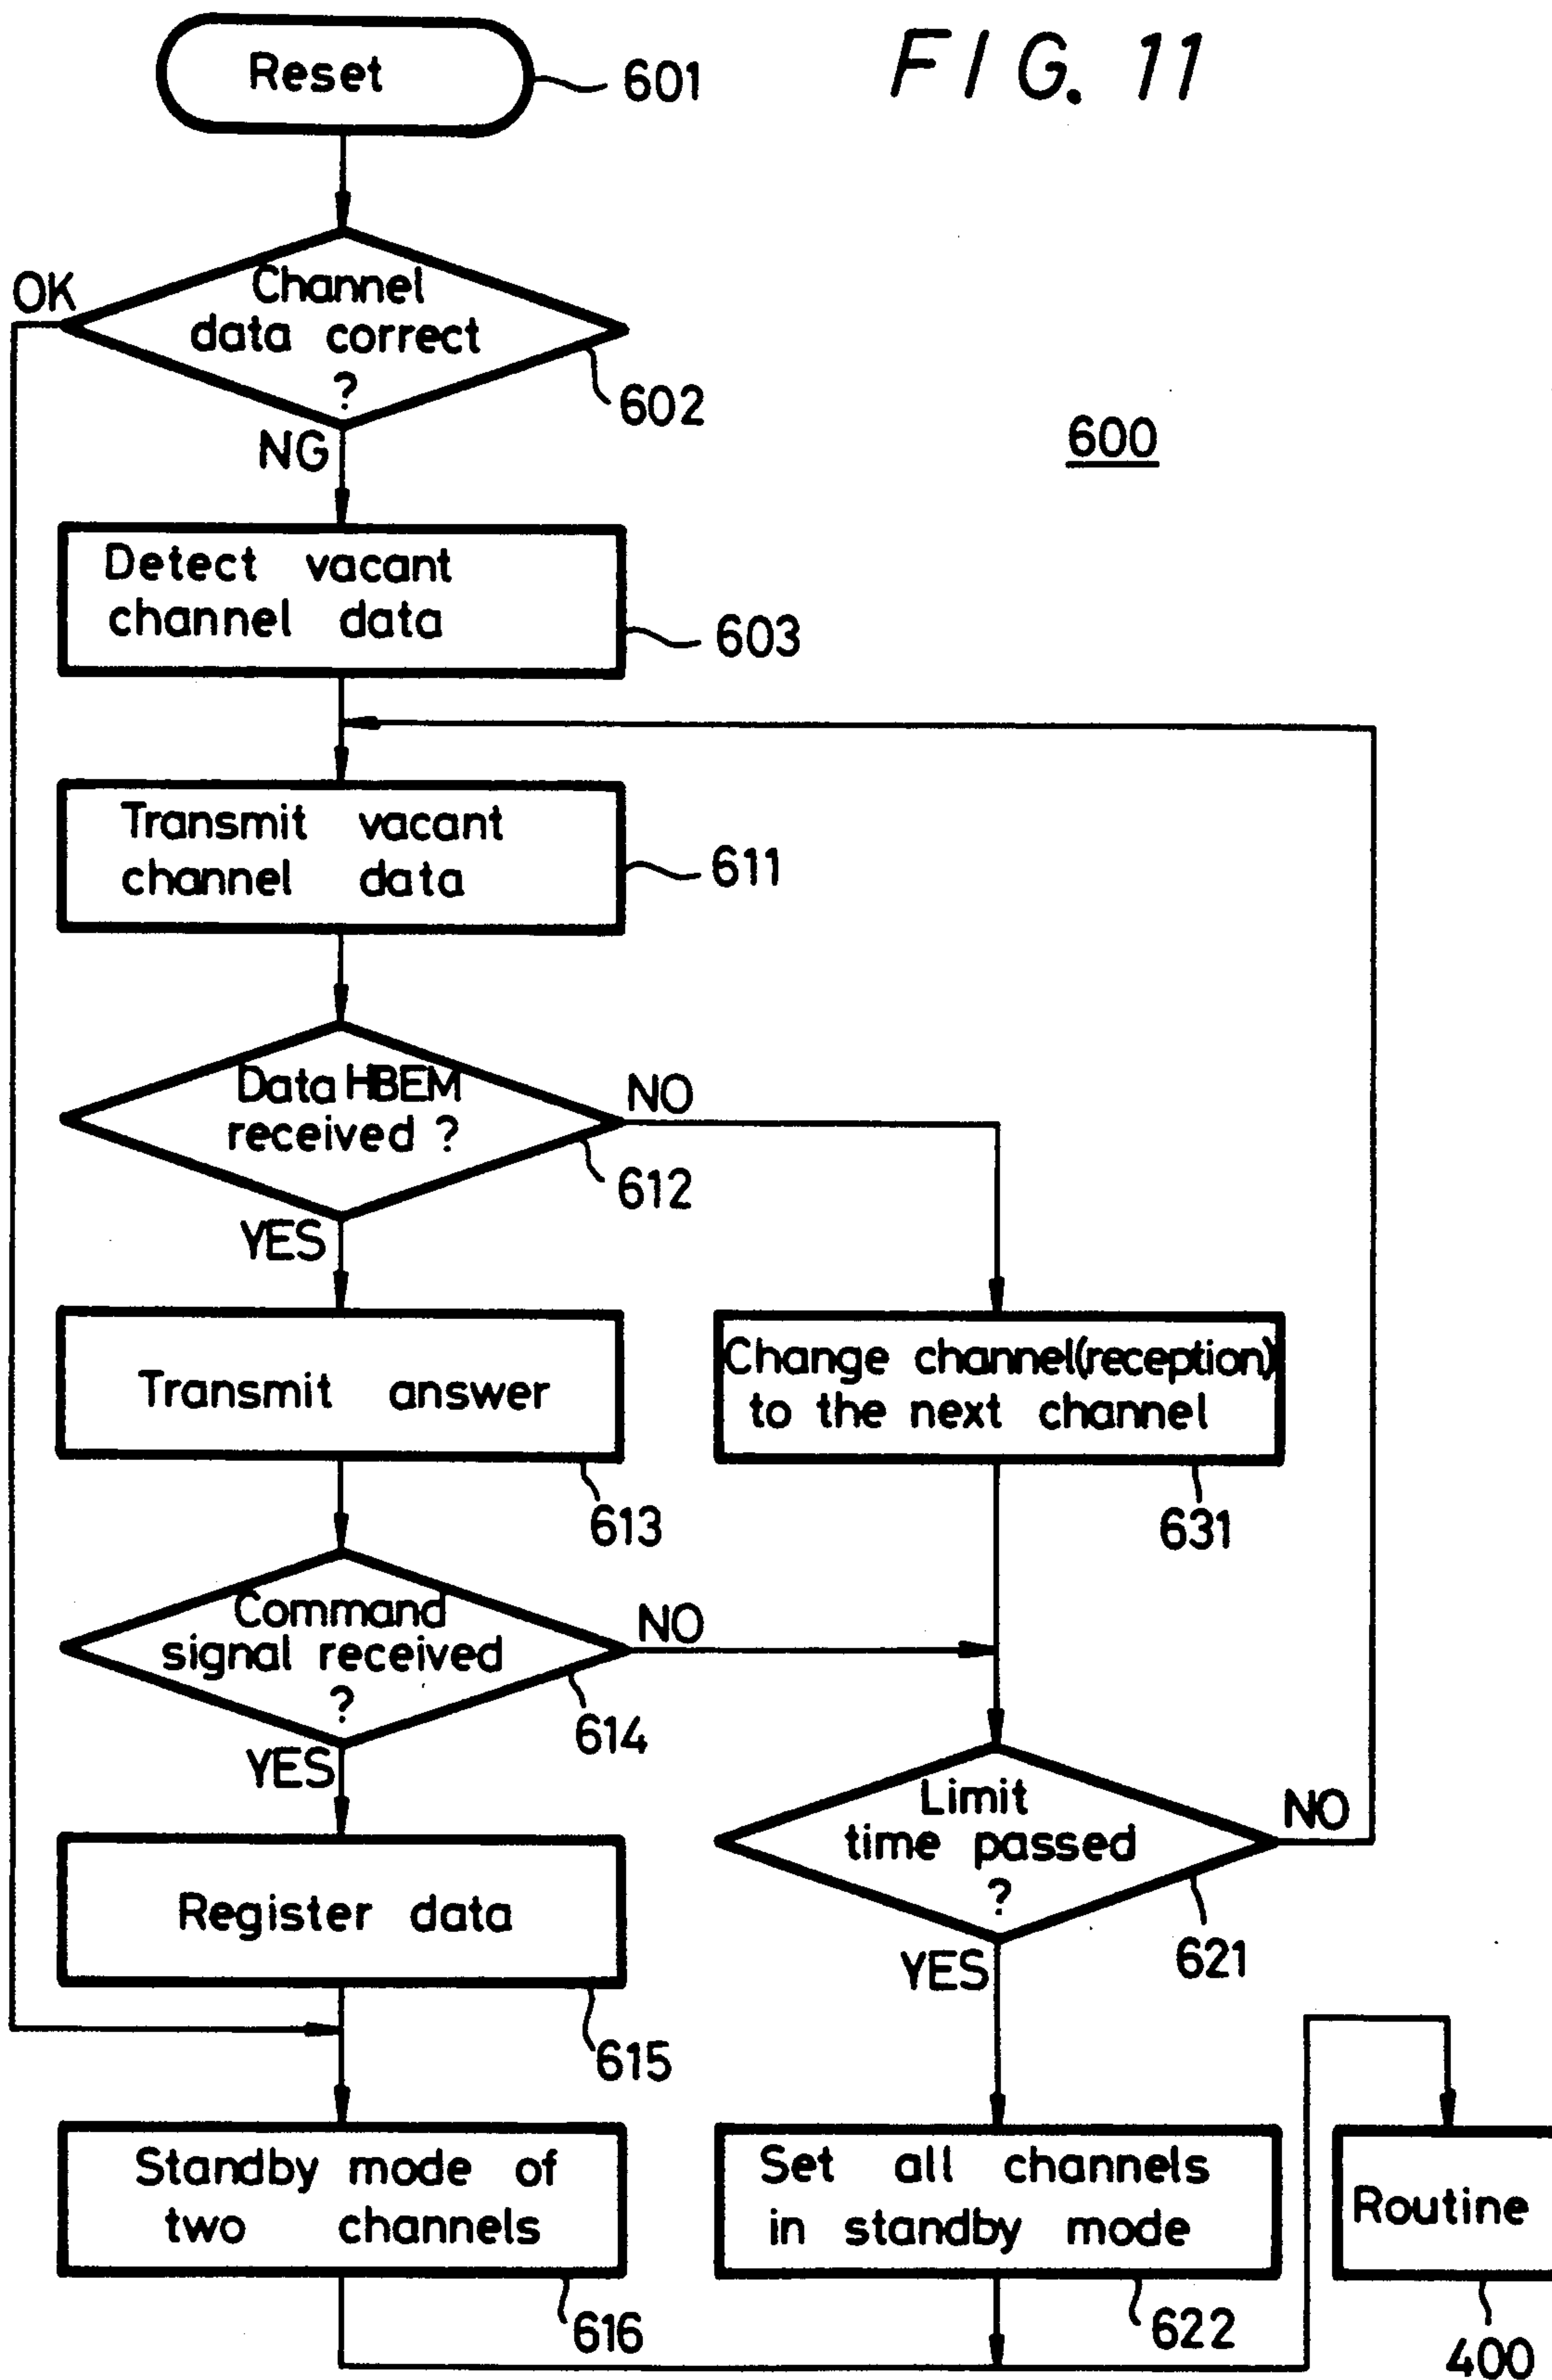 FIG. 11
Reset
601
Channel
data correct
?
602
OK
NG
600
Detect vacant
channel data
603
Transmit vacant
channel data
611
Data HBEM
received ?
612
NO
YES
Transmit answer
613
Change channel(reception)
to the next channel
631
Command
signal received
?
614
NO
YES
Limit
time passed
?
621
NO
YES
Register data
615
Standby mode of
two channels
616
Set all channels
in standby mode
622
Routine
400